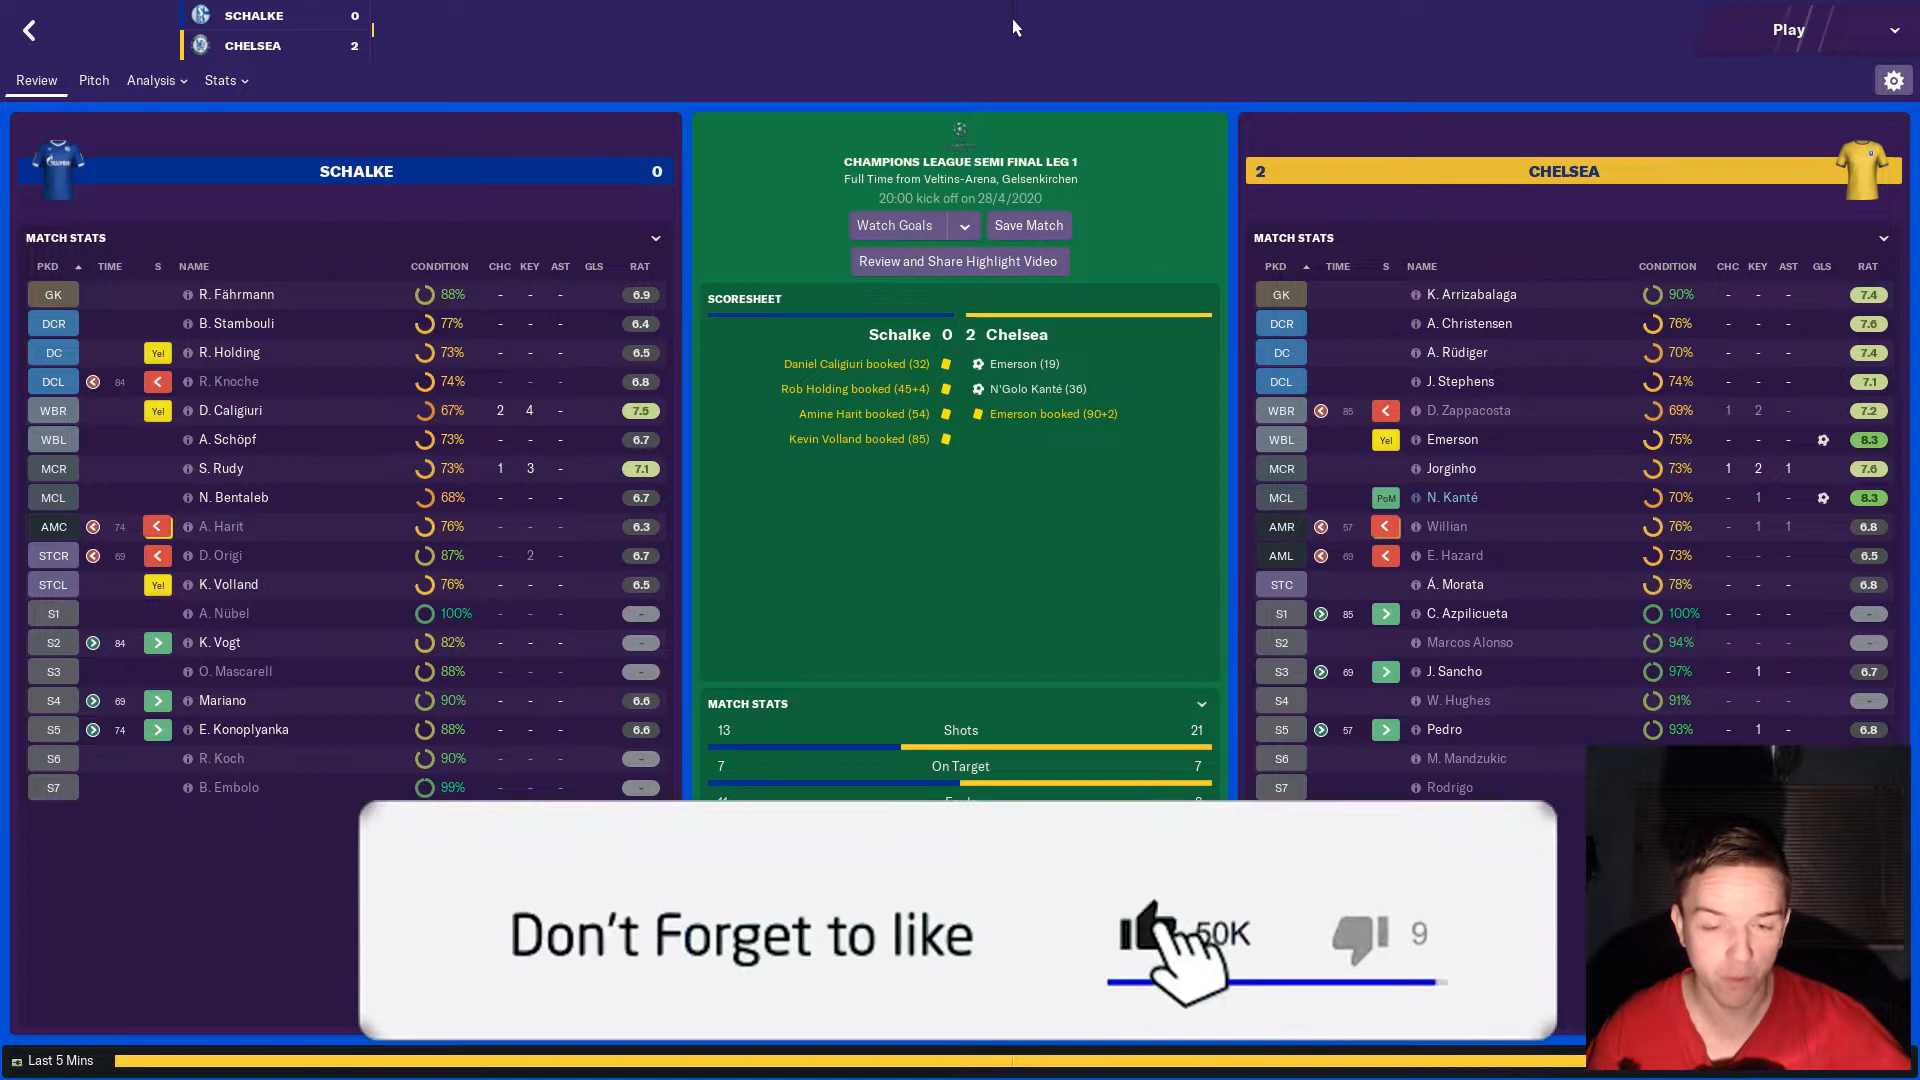 SCHALKE 0
CHELSEA 2
Play
Review Pitch Analysis Stats
SCHALKE 0
MATCH STATS
PKD TIME S NAME CONDITION CHC KEY AST GLS RAT
GK R. Fährmann 88% - - - 6.9
DCR B. Stambouli 77% - - - 6.4
DC Yel R. Holding 73% - - - 6.5
DCL 84 R. Knoche 74% - - - 6.8
WBR Yel D. Caligiuri 67% 2 4 - 7.5
WBL A. Schöpf 73% - - - 6.7
MCR S. Rudy 73% 1 3 - 7.1
MCL N. Bentaleb 68% - - - 6.7
AMC 74 A. Harit 76% - - - 6.3
STCR 69 D. Origi 87% - 2 - 6.7
STCL Yel K. Volland 76% - - - 6.5
S1 A. Nübel 100% - - - -
S2 84 K. Vogt 82% - - - -
S3 O. Mascarell 88% - - - -
S4 69 Mariano 90% - - - 6.6
S5 74 E. Konoplyanka 88% - - - 6.6
S6 R. Koch 90% - - - -
S7 B. Embolo 99% - - - -
CHAMPIONS LEAGUE SEMI FINAL LEG 1
Full Time from Veltins-Arena, Gelsenkirchen
20:00 kick off on 28/4/2020
Watch Goals Save Match
Review and Share Highlight Video
SCORESHEET
Schalke 0 2 Chelsea
Daniel Caligiuri booked (32) Emerson (19)
Rob Holding booked (45+4) N'Golo Kanté (36)
Amine Harit booked (54) Emerson booked (90+2)
Kevin Volland booked (85)
MATCH STATS
13 Shots 21
7 On Target 7
2 CHELSEA
MATCH STATS
PKD TIME S NAME CONDITION CHC KEY AST GLS RAT
GK K. Arrizabalaga 90% - - - 7.4
DCR A. Christensen 76% - - - 7.6
DC A. Rüdiger 70% - - - 7.4
DCL J. Stephens 74% - - - 7.1
WBR 85 D. Zappacosta 69% 1 2 - 7.2
WBL Yel Emerson 75% - - - 8.3
MCR Jorginho 73% 1 2 1 7.6
MCL PoM N. Kanté 70% - 1 - 8.3
AMR 57 Willian 76% - 1 1 6.8
AML 69 E. Hazard 73% - - - 6.5
STC Á. Morata 78% - - - 6.8
S1 85 C. Azpilicueta 100% - - - -
S2 Marcos Alonso 94% - - - -
S3 69 J. Sancho 97% - 1 - 6.7
S4 W. Hughes 91% - - - -
S5 57 Pedro 93% - 1 - 6.8
S6 M. Mandzukic
S7 Rodrigo
Don't Forget to like 50K 9
Last 5 Mins